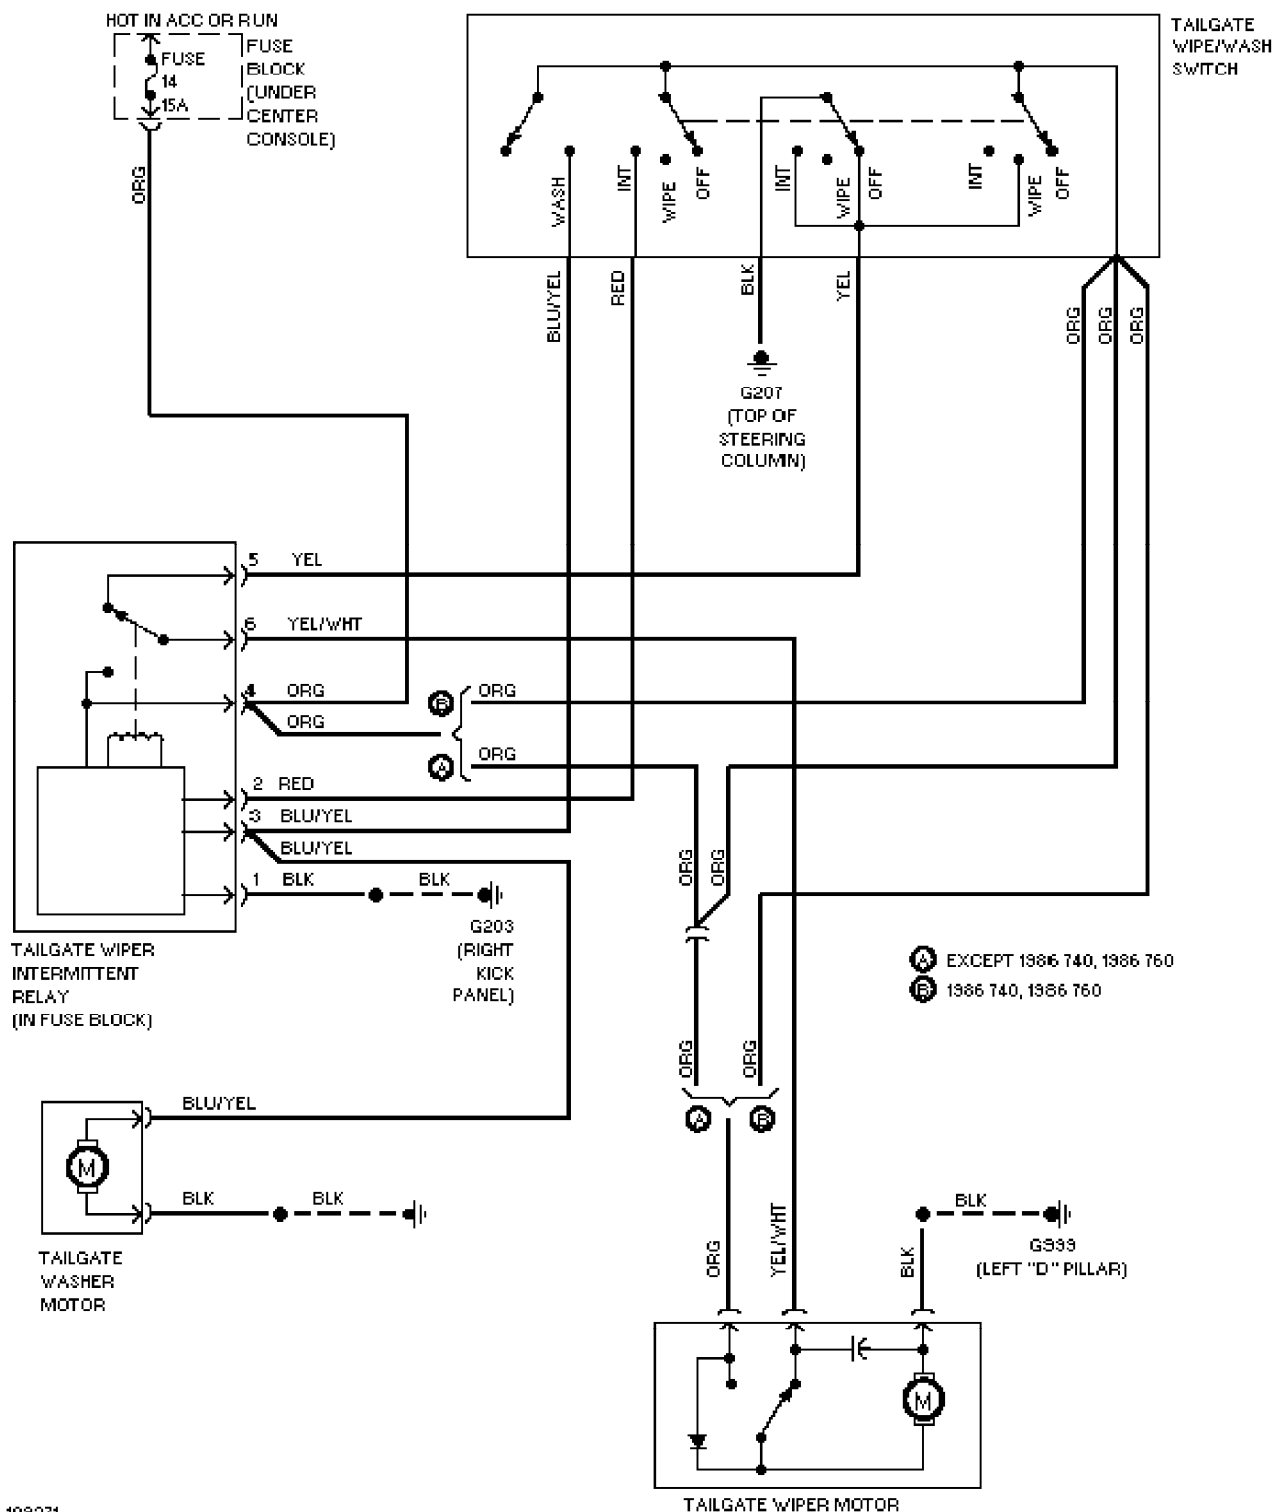 HOT IN ACC OR RUN
FUSE
14
15A
FUSE
BLOCK
(UNDER
CENTER
CONSOLE)
TAILGATE
WIPE/WASH
SWITCH
ORG
WASH
INT
WIPE
OFF
INT
WIPE
OFF
INT
WIPE
OFF
BLU/YEL
RED
BLK
YEL
ORG
ORG
ORG
G207
(TOP OF
STEERING
COLUMN)
5 YEL
6 YEL/WHT
4 ORG
ORG
B ORG
A ORG
2 RED
3 BLU/YEL
BLU/YEL
1 BLK
BLK
G203
(RIGHT
KICK
PANEL)
ORG
ORG
ORG
TAILGATE WIPER
INTERMITTENT
RELAY
(IN FUSE BLOCK)
A EXCEPT 1986 740, 1986 760
B 1986 740, 1986 760
ORG
ORG
A
B
BLU/YEL
M
BLK
BLK
TAILGATE
WASHER
MOTOR
ORG
YEL/WHT
BLK
BLK
G999
(LEFT "D" PILLAR)
M
TAILGATE WIPER MOTOR